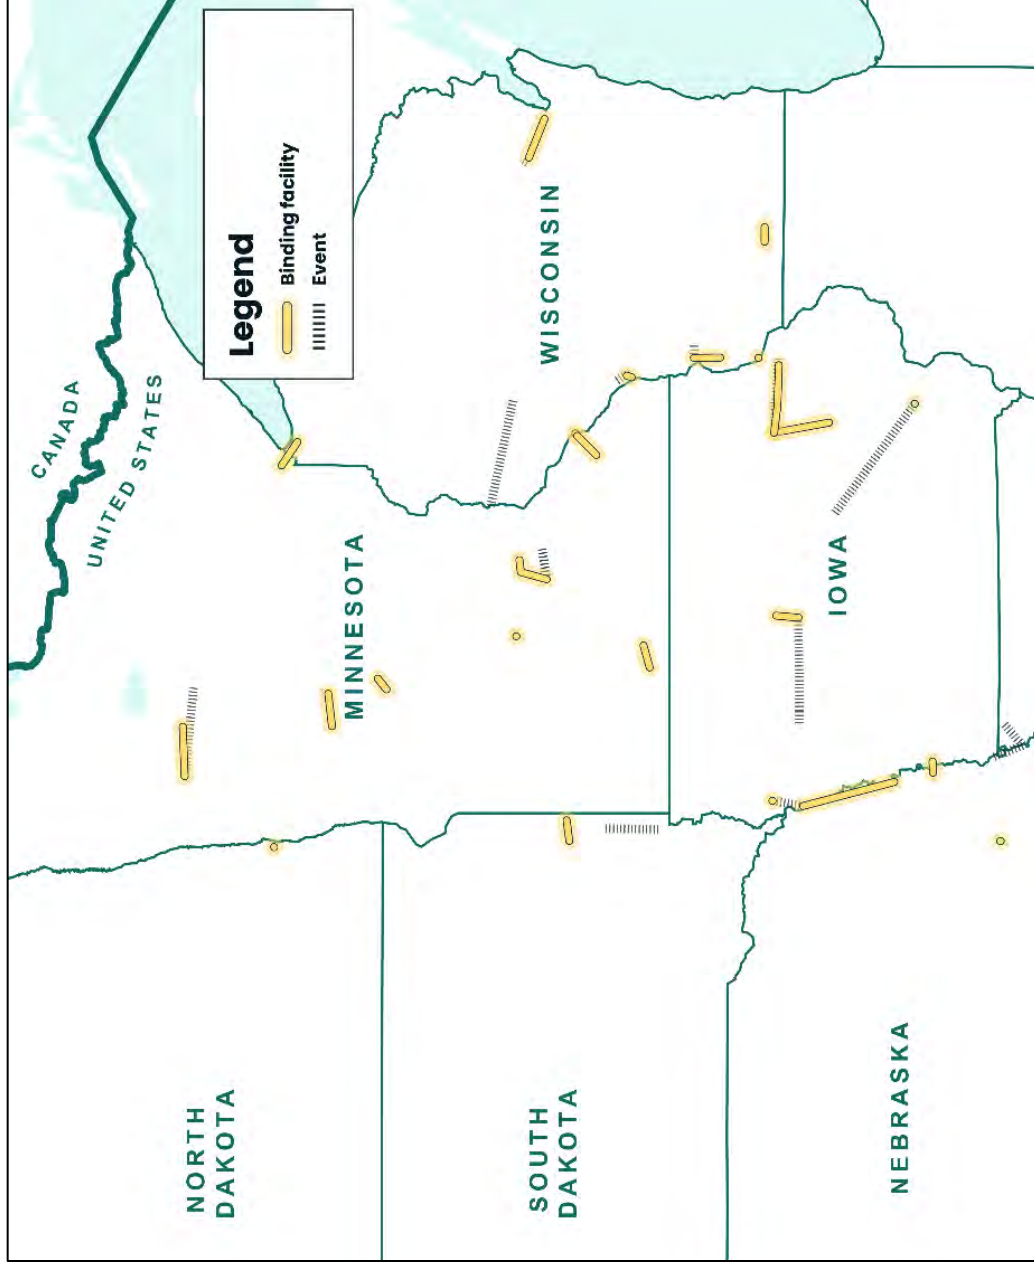 CANADA
UNITED STATES
Legend
Binding facility
Event
NORTH
DAKOTA
MINNESOTA
WISCONSIN
SOUTH
DAKOTA
IOWA
NEBRASKA